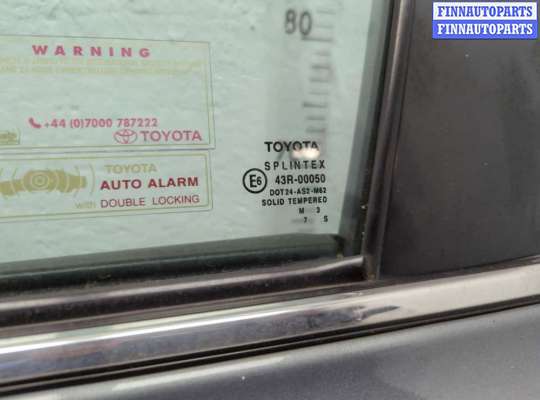 FINNAUTOPARTS
FINNAUTOPARTS
80
WARNING
+44 (0)7000 787222
TOYOTA
TOYOTA
AUTO ALARM
with DOUBLE LOCKING
TOYOTA
SPLINTEX
E6 43R-00050
DOT24-AS2-M62
SOLID TEMPERED
M 3
7 S